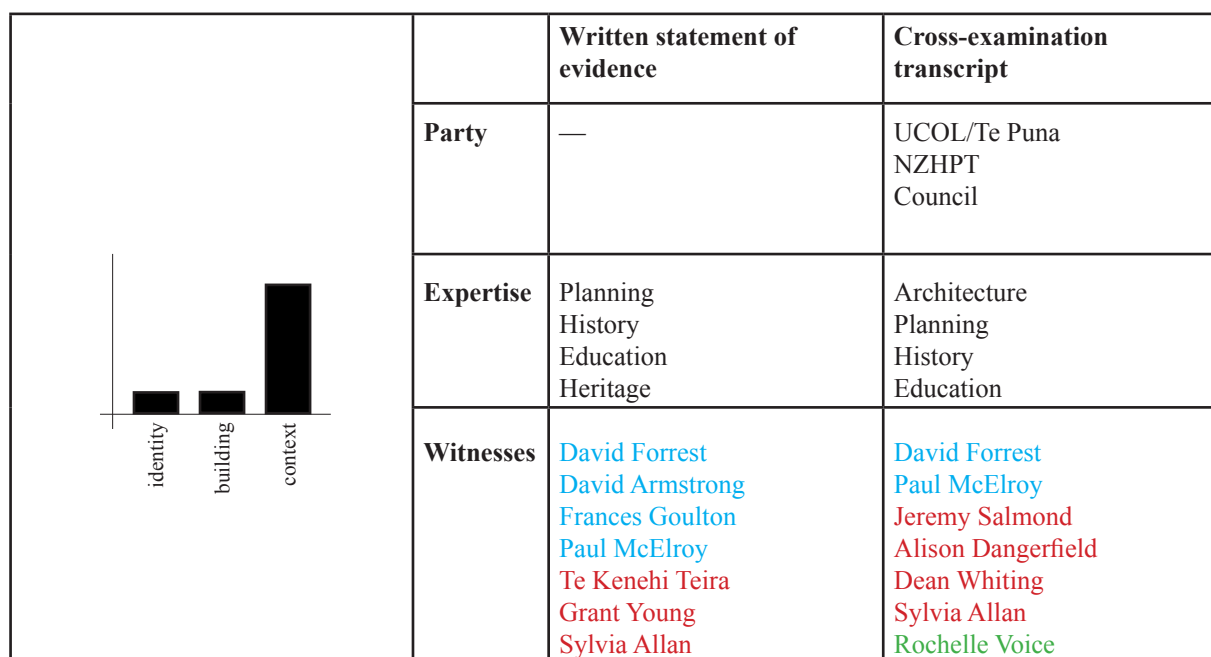 Written statement of
evidence
Cross-examination
transcript
Party
—
UCOL/Te Puna
NZHPT
Council
Expertise
Planning
History
Education
Heritage
Architecture
Planning
History
Education
identity
building
context
Witnesses
David Forrest
David Armstrong
Frances Goulton
Paul McElroy
Te Kenehi Teira
Grant Young
Sylvia Allan
David Forrest
Paul McElroy
Jeremy Salmond
Alison Dangerfield
Dean Whiting
Sylvia Allan
Rochelle Voice